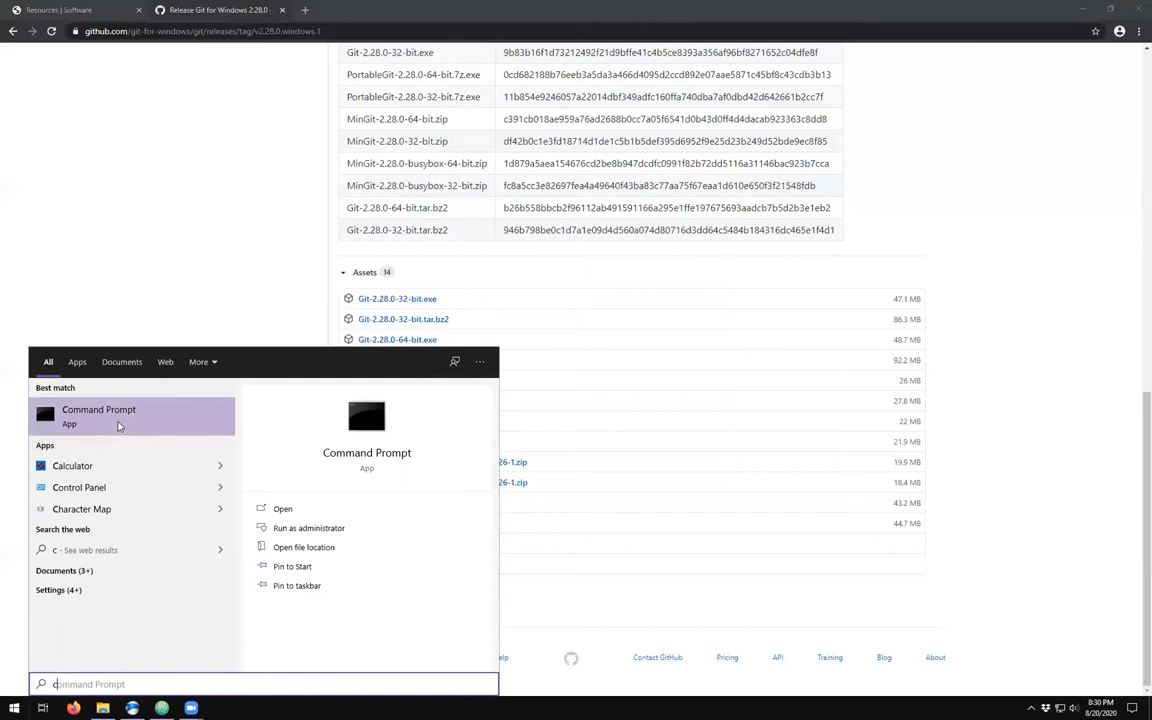 Resources | Software
Release Git for Windows 2.28.0 ·
github.com/git-for-windows/git/releases/tag/v2.28.0.windows.1
Git-2.28.0-32-bit.exe 9b83b16f1d73212492f21d9bffe41c4b5ce8393a356af96bf8271652c04dfe8f
PortableGit-2.28.0-64-bit.7z.exe 0cd682188b76eeb3a5da3a466d4095d2ccd892e07aae5871c45bf8c43cdb3b13
PortableGit-2.28.0-32-bit.7z.exe 11b854e9246057a22014dbf349adfc160ffa740dba7af0dbd42d642661b2cc7f
MinGit-2.28.0-64-bit.zip c391cb018ae959a76ad2688b0cc7a05f6541d0b43d0ff4d4dacab923363c8dd8
MinGit-2.28.0-32-bit.zip df42b0c1e3fd18714d1de1c5b1b5def395d6952f9e25d23b249d52bde9ec8f85
MinGit-2.28.0-busybox-64-bit.zip 1d879a5aea154676cd2be8b947dcdfc0991f82b72dd5116a31146bac923b7cca
MinGit-2.28.0-busybox-32-bit.zip fc8a5cc3e82697fea4a49640f43ba83c77aa75f67eaa1d610e650f3f21548fdb
Git-2.28.0-64-bit.tar.bz2 b26b558bbcb2f96112ab491591166a295e1ffe197675693aadcb7b5d2b3e1eb2
Git-2.28.0-32-bit.tar.bz2 946b798be0c1d7a1e09d4d560a074d80716d3dd64c5484b184316dc465e1f4d1
Assets 14
Git-2.28.0-32-bit.exe 47.1 MB
Git-2.28.0-32-bit.tar.bz2 86.3 MB
Git-2.28.0-64-bit.exe 48.7 MB
92.2 MB
26 MB
27.8 MB
22 MB
21.9 MB
26-1.zip 19.9 MB
26-1.zip 18.4 MB
43.2 MB
44.7 MB
elp Contact GitHub Pricing API Training Blog About
All Apps Documents Web More
Best match
Command Prompt
App
Apps
Calculator
Control Panel
Character Map
Search the web
c - See web results
Documents (3+)
Settings (4+)
Command Prompt
App
Open
Run as administrator
Open file location
Pin to Start
Pin to taskbar
command Prompt
8:30 PM
8/20/2020